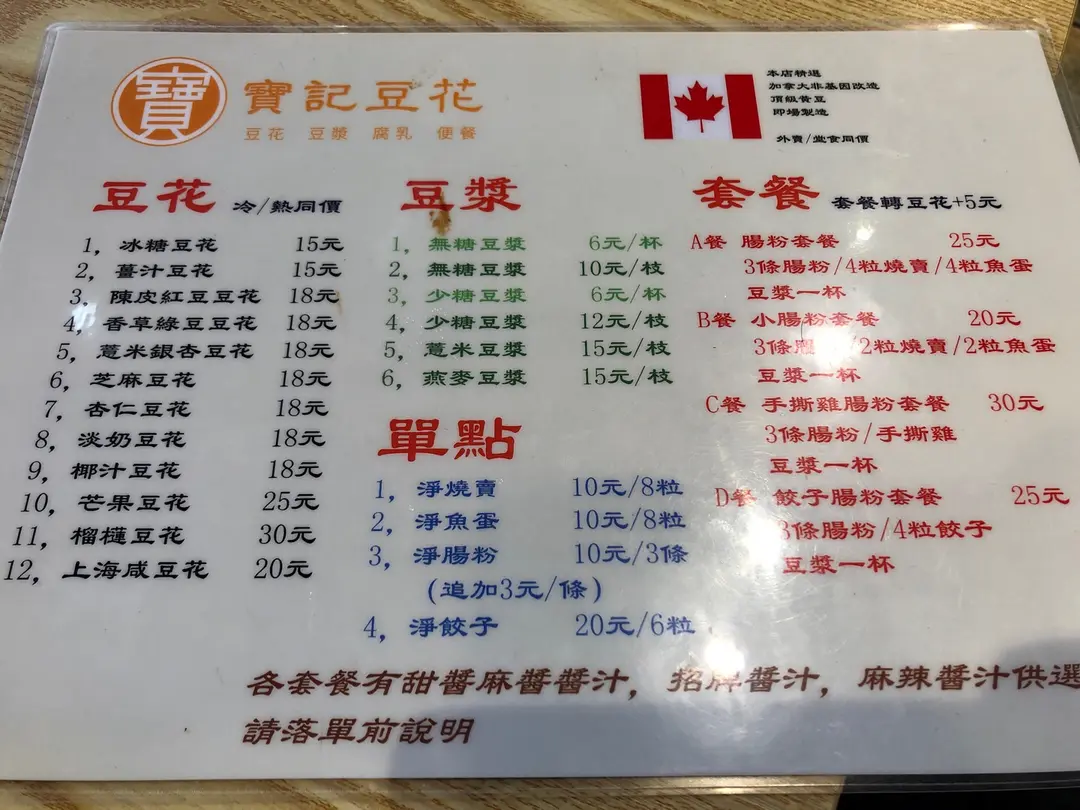 寶
寶記豆花
豆花 豆漿 腐乳 便餐
本店精選
加拿大非基因改造
頂級黃豆
即場製造
外賣/堂食同價
豆花 冷/熱同價
1, 冰糖豆花 15元
2, 薑汁豆花 15元
3, 陳皮紅豆豆花 18元
4, 香草綠豆豆花 18元
5, 薏米銀杏豆花 18元
6, 芝麻豆花 18元
7, 杏仁豆花 18元
8, 淡奶豆花 18元
9, 椰汁豆花 18元
10, 芒果豆花 25元
11, 榴槤豆花 30元
12, 上海咸豆花 20元
豆漿
1, 無糖豆漿 6元/杯
2, 無糖豆漿 10元/枝
3, 少糖豆漿 6元/杯
4, 少糖豆漿 12元/枝
5, 薏米豆漿 15元/枝
6, 燕麥豆漿 15元/枝
單點
1, 淨燒賣 10元/8粒
2, 淨魚蛋 10元/8粒
3, 淨腸粉 10元/3條
(追加3元/條)
4, 淨餃子 20元/6粒
套餐 套餐轉豆花+5元
A餐 腸粉套餐 25元
3條腸粉/4粒燒賣/4粒魚蛋
豆漿一杯
B餐 小腸粉套餐 20元
3條腸/2粒燒賣/2粒魚蛋
豆漿一杯
C餐 手撕雞腸粉套餐 30元
3條腸粉/手撕雞
豆漿一杯
D餐 餃子腸粉套餐 25元
3條腸粉/4粒餃子
豆漿一杯
各套餐有甜醬麻醬醬汁, 招牌醬汁, 麻辣醬汁供選
請落單前說明